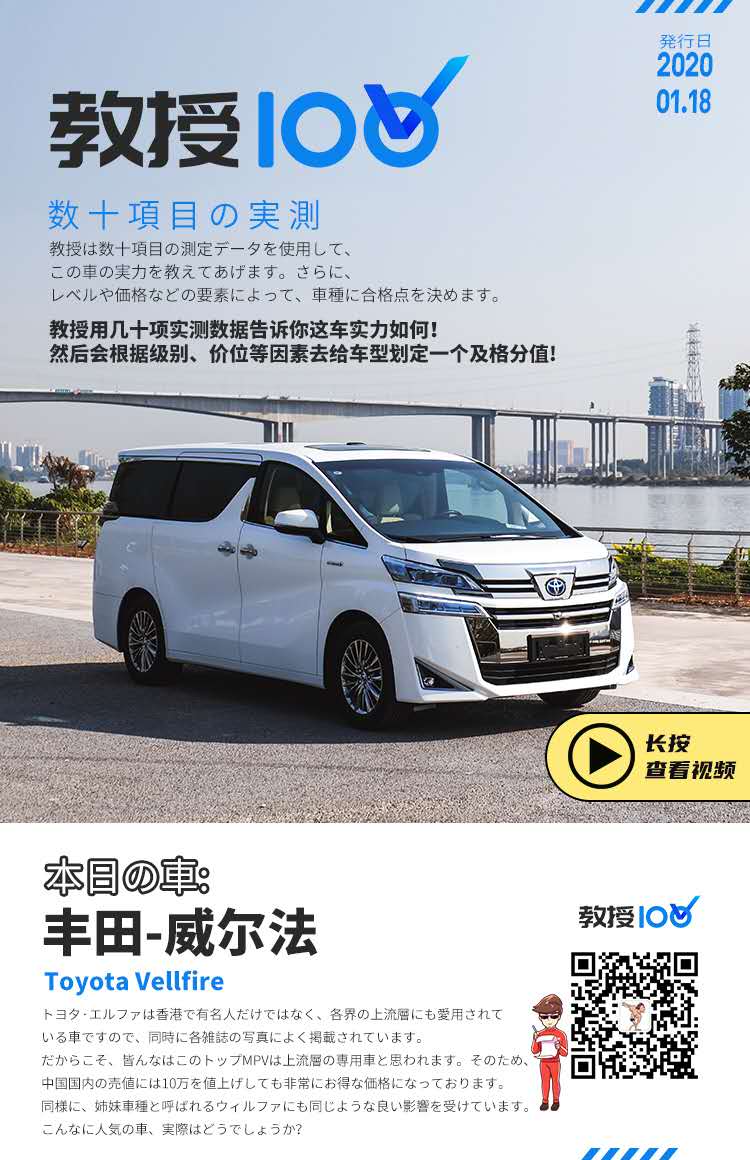 発行日
2020
01.18
教授100
数十項目の実測
教授は数十項目の測定データを使用して、
この車の実力を教えてあげます。さらに、
レベルや価格などの要素によって、車種に合格点を決めます。
教授用几十项实测数据告诉你这车实力如何!
然后会根据级别、价位等因素去给车型划定一个及格分值!
长按
查看视频
本日の車:
丰田-威尔法
Toyota Vellfire
教授100
トヨタ·エルファは香港で有名人だけではなく、各界の上流層にも愛用されて
いる車ですので、同時に各雑誌の写真によく掲載されています。
だからこそ、皆んなはこのトップMPVは上流層の専用車と思われます。そのため、
中国国内の売値には10万を値上げしても非常にお得な価格になっております。
同様に、姉妹車種と呼ばれるウィルファにも同じような良い影響を受けています。
こんなに人気の車、実際はどうでしょうか?